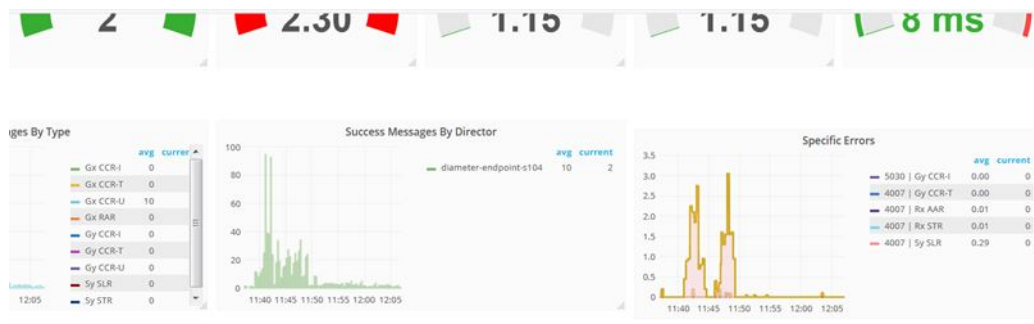 2
2.30
1.15
1.15
8 ms
ges By Type
avg
Gx CCR-I 0
Gx CCR-T 0
Gx CCR-U 10
Gx RAR 0
Gy CCR-I 0
Gy CCR-T 0
Gy CCR-U 0
Sy SLR 0
Sy STR 0
12:05
Success Messages By Director
avg current
diameter-endpoint-s104 10 2
100
80
60
40
20
0
11:40 11:45 11:50 11:55 12:00 12:05
Specific Errors
avg current
5030 | Gy CCR-I 0.00 0
4007 | Gy CCR-T 0.00 0
4007 | Rx AAR 0.01 0
4007 | Rx STR 0.01 0
4007 | Sy SLR 0.29 0
3.5
3.0
2.5
2.0
1.5
1.0
0.5
0
11:40 11:45 11:50 11:55 12:00 12:05